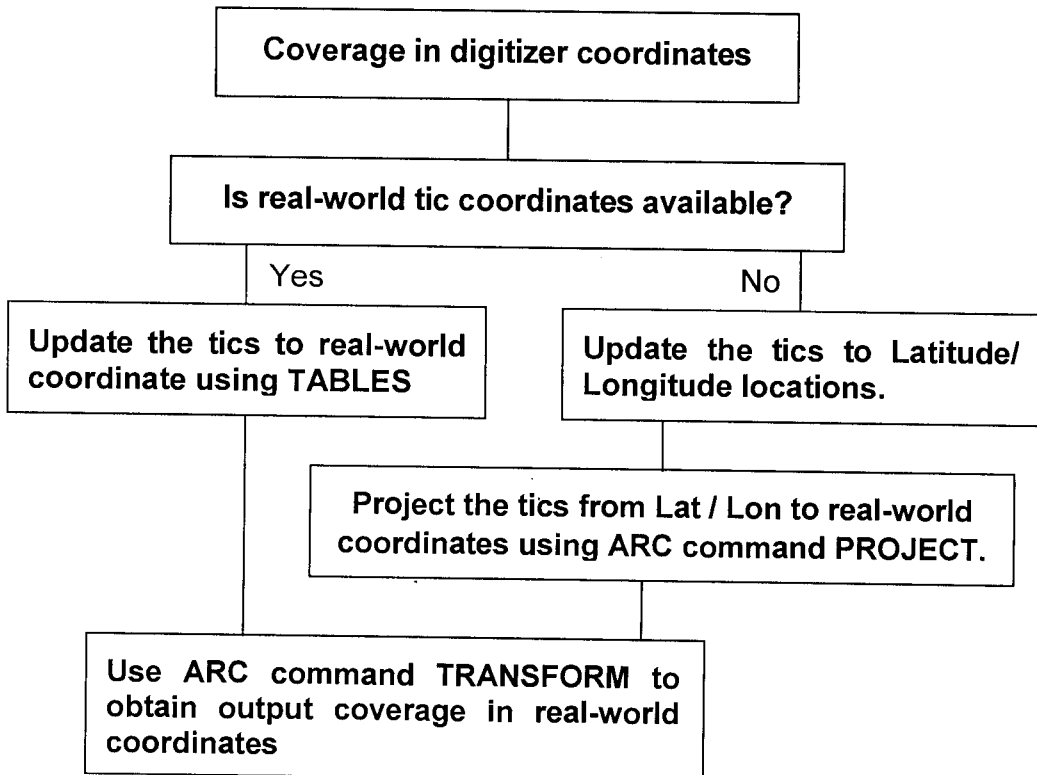 Coverage in digitizer coordinates
Is real-world tic coordinates available?
Yes
No
Update the tics to real-world
coordinate using TABLES
Update the tics to Latitude/
Longitude locations.
Project the tics from Lat / Lon to real-world
coordinates using ARC command PROJECT.
Use ARC command TRANSFORM to
obtain output coverage in real-world
coordinates